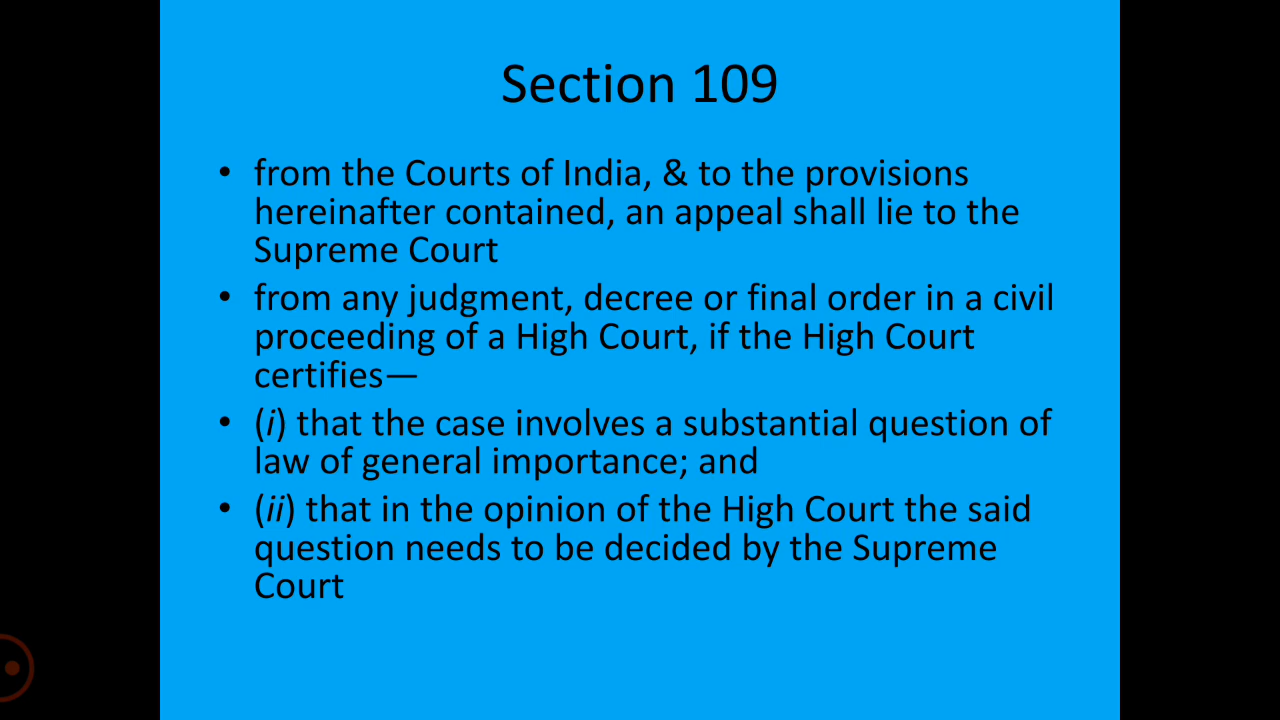 Section 109
• from the Courts of India, & to the provisions
hereinafter contained, an appeal shall lie to the
Supreme Court
• from any judgment, decree or final order in a civil
proceeding of a High Court, if the High Court
certifies—
• (i) that the case involves a substantial question of
law of general importance; and
• (ii) that in the opinion of the High Court the said
question needs to be decided by the Supreme
Court